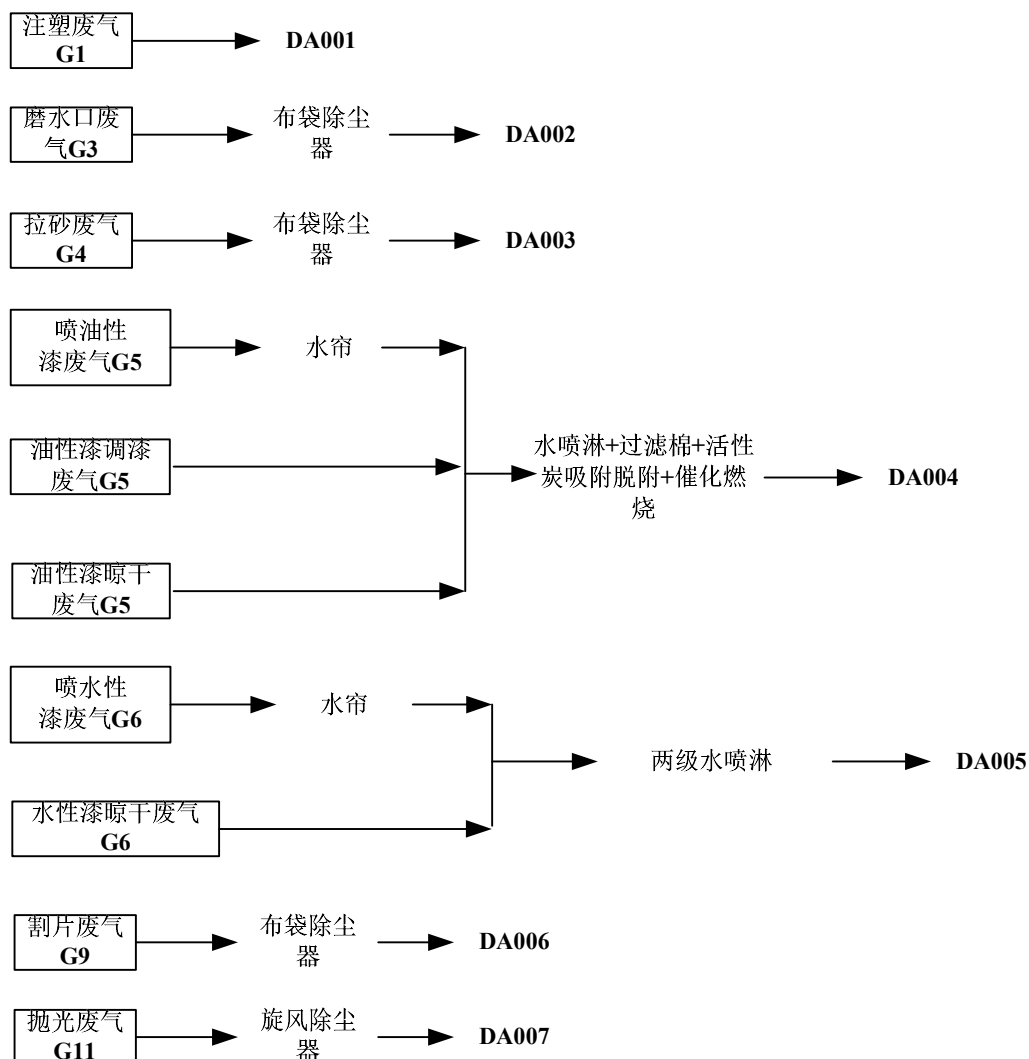 注塑废气
G1
DA001
磨水口废
气G3
布袋除尘
器
DA002
拉砂废气
G4
布袋除尘
器
DA003
喷油性
漆废气G5
水帘
油性漆调漆
废气G5
水喷淋+过滤棉+活性
炭吸附脱附+催化燃
烧
DA004
油性漆晾干
废气G5
喷水性
漆废气G6
水帘
两级水喷淋
DA005
水性漆晾干废气
G6
割片废气
G9
布袋除尘
器
DA006
抛光废气
G11
旋风除尘
器
DA007